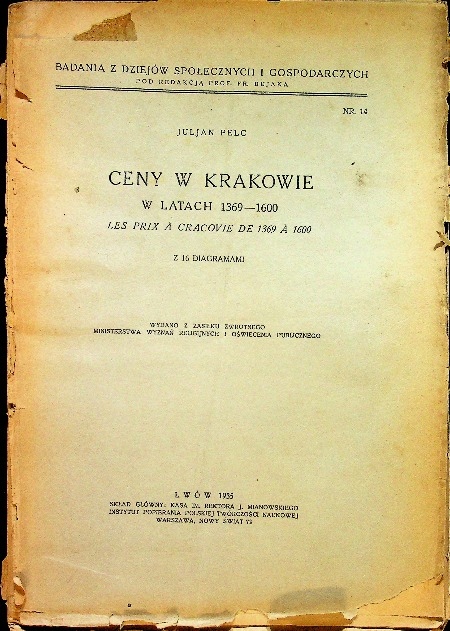 BADANIA Z DZIEJÓW SPOŁECZNYCH I GOSPODARCZYCH
POD REDAKCJĄ PROF. FR. BUJAKA
NR. 14
JULJAN PELC
CENY W KRAKOWIE
W LATACH 1369—1600
LES PRIX À CRACOVIE DE 1369 À 1600
Z 16 DIAGRAMAMI
WYDANO Z ZASIŁKU ZWROTNEGO
MINISTERSTWA WYZNAŃ RELIGIJNYCH I OŚWIECENIA PUBLICZNEGO
LWÓW 1935
SKŁAD GŁÓWNY: KASA IM. REKTORA J. MIANOWSKIEGO
INSTYTUT POPIERANIA POLSKIEJ TWÓRCZOŚCI NAUKOWEJ
WARSZAWA, NOWY ŚWIAT 72